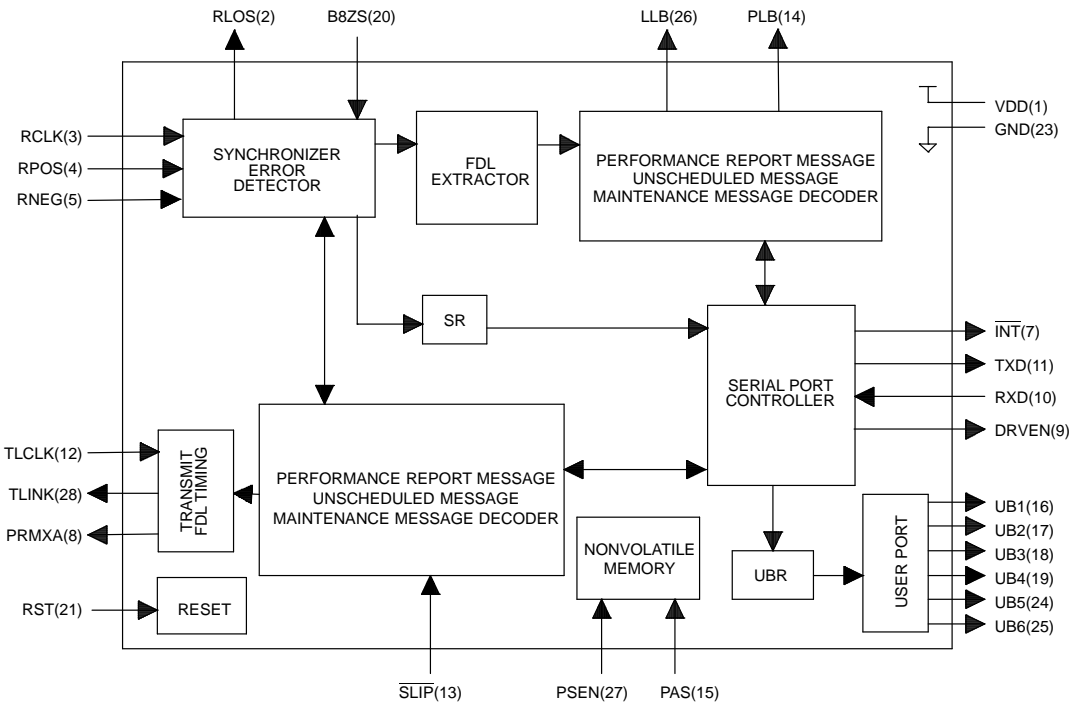 RLOS(2)
B8ZS(20)
LLB(26)
PLB(14)
VDD(1)
GND(23)
RCLK(3)
RPOS(4)
RNEG(5)
SYNCHRONIZER
ERROR
DETECTOR
FDL
EXTRACTOR
PERFORMANCE REPORT MESSAGE
UNSCHEDULED MESSAGE
MAINTENANCE MESSAGE DECODER
SR
SERIAL PORT
CONTROLLER
INT(7)
TXD(11)
RXD(10)
DRVEN(9)
TLCLK(12)
TLINK(28)
PRMXA(8)
TRANSMIT
FDL TIMING
PERFORMANCE REPORT MESSAGE
UNSCHEDULED MESSAGE
MAINTENANCE MESSAGE DECODER
NONVOLATILE
MEMORY
UBR
USER PORT
UB1(16)
UB2(17)
UB3(18)
UB4(19)
UB5(24)
UB6(25)
RST(21)
RESET
SLIP(13)
PSEN(27)
PAS(15)